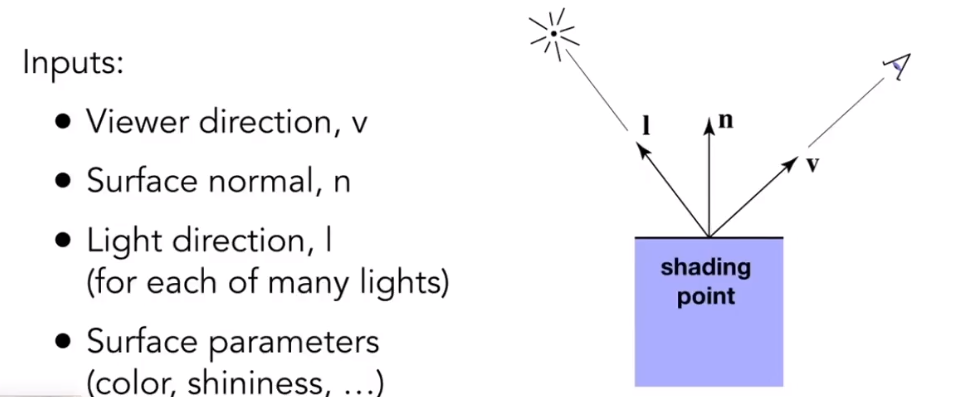 Inputs:
● Viewer direction, v
● Surface normal, n
● Light direction, l
(for each of many lights)
● Surface parameters
(color, shininess, …)
l
n
v
shading
point